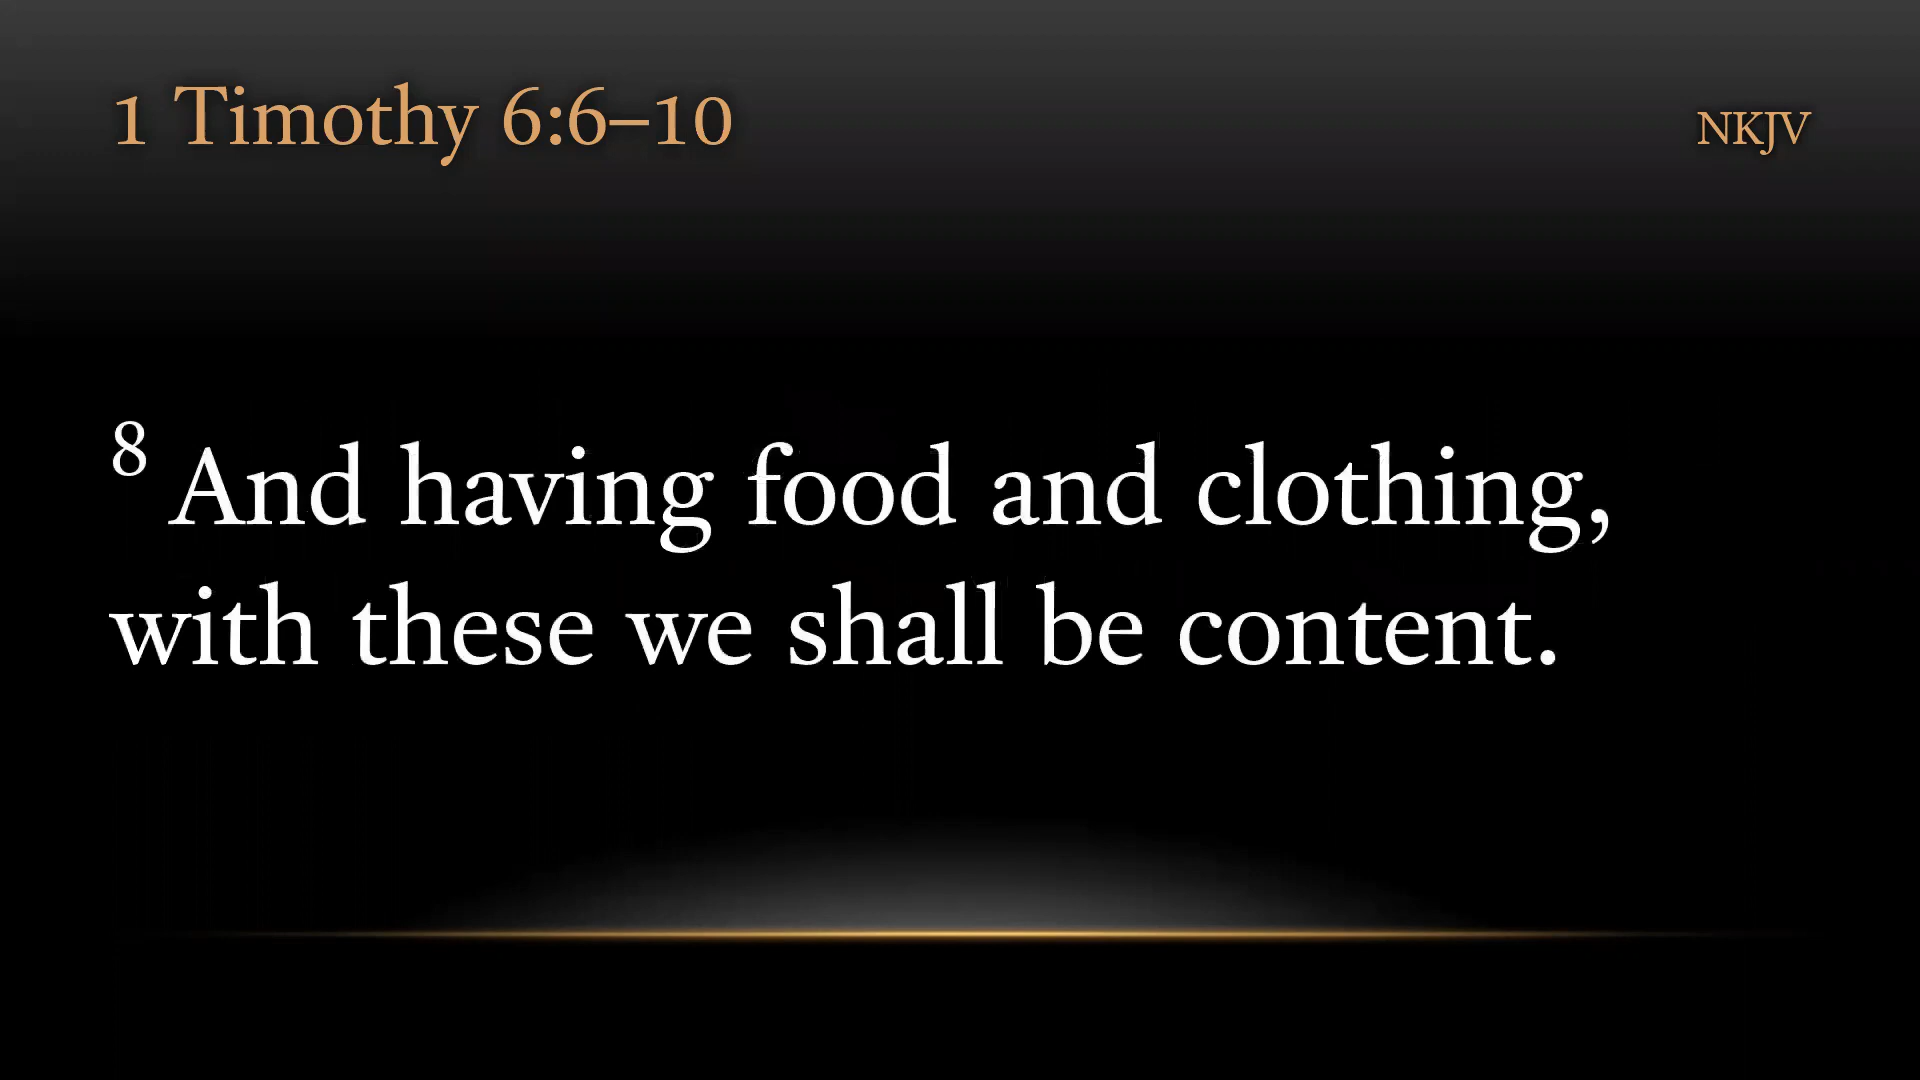 1 Timothy 6:6–10
NKJV
8 And having food and clothing,
with these we shall be content.